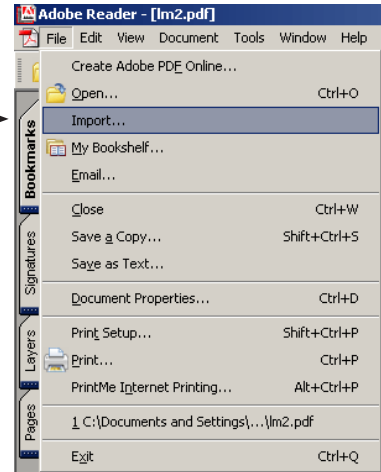 Adobe Reader - [lm2.pdf]
File Edit View Document Tools Window Help
Create Adobe PDF Online...
Open... Ctrl+O
Import...
My Bookshelf...
Email...
Close Ctrl+W
Save a Copy... Shift+Ctrl+S
Save as Text...
Document Properties... Ctrl+D
Print Setup... Shift+Ctrl+P
Print... Ctrl+P
PrintMe Internet Printing... Alt+Ctrl+P
1 C:\Documents and Settings\...\lm2.pdf
Exit Ctrl+Q
Bookmarks
Signatures
Layers
Pages